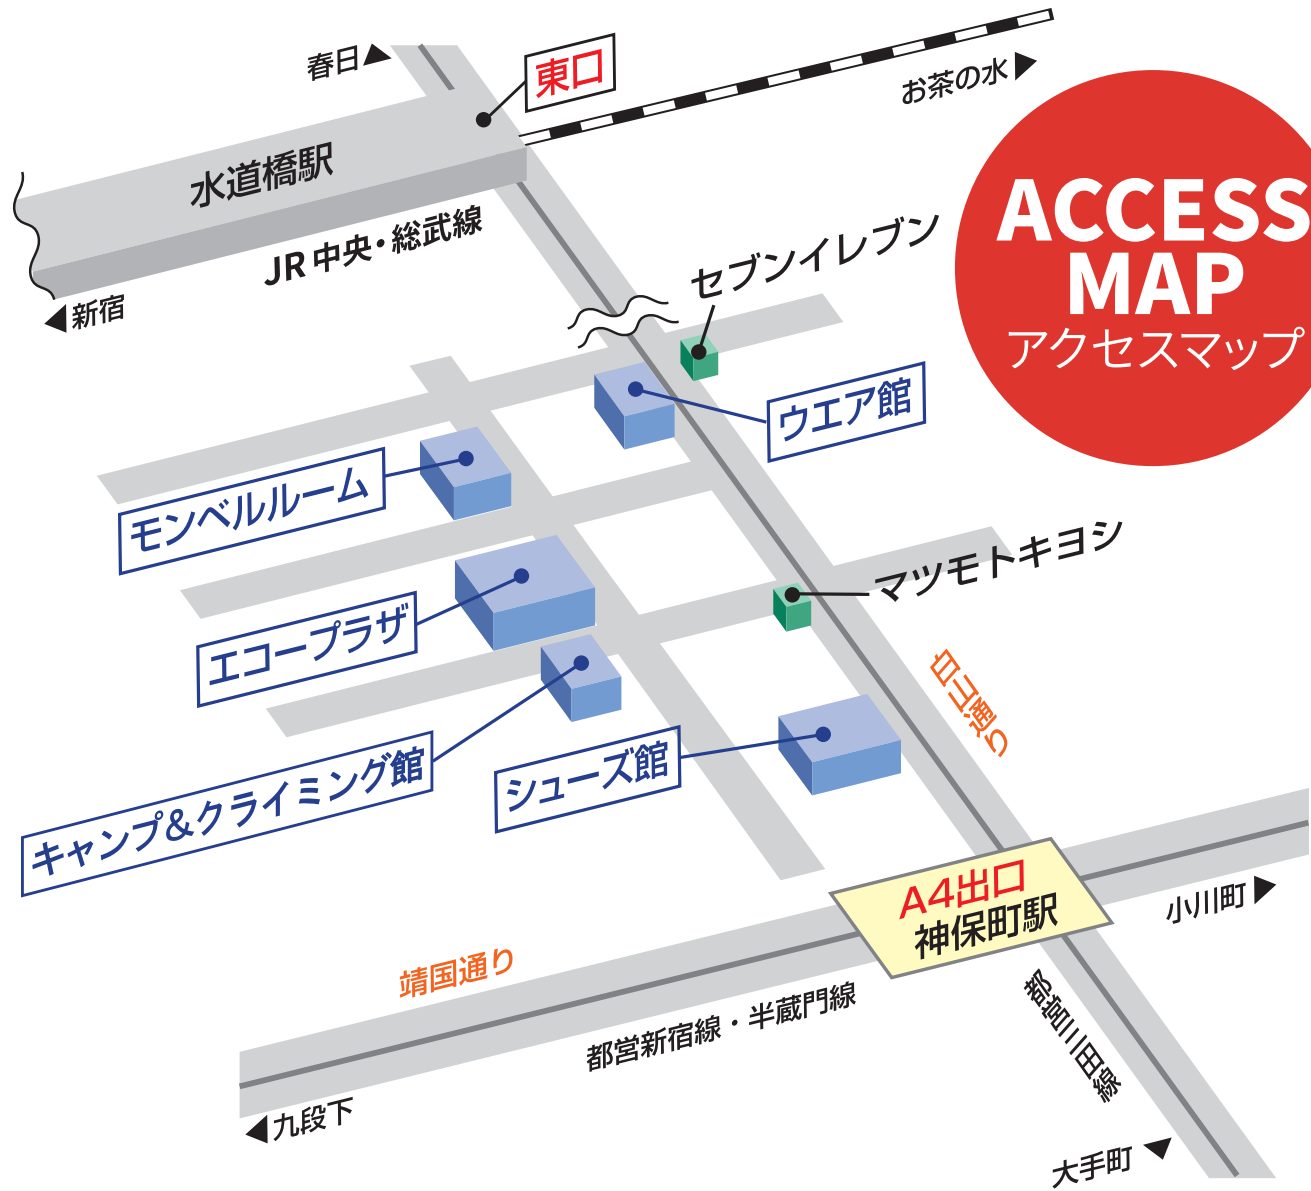 春日
東口
お茶の水
水道橋駅
ACCESS
MAP
アクセスマップ
JR 中央・総武線
新宿
セブンイレブン
ウエア館
モンベルルーム
マツモトキヨシ
エコープラザ
白山通り
キャンプ&クライミング館
シューズ館
A4出口
神保町駅
小川町
靖国通り
都営新宿線・半蔵門線
都営三田線
九段下
大手町